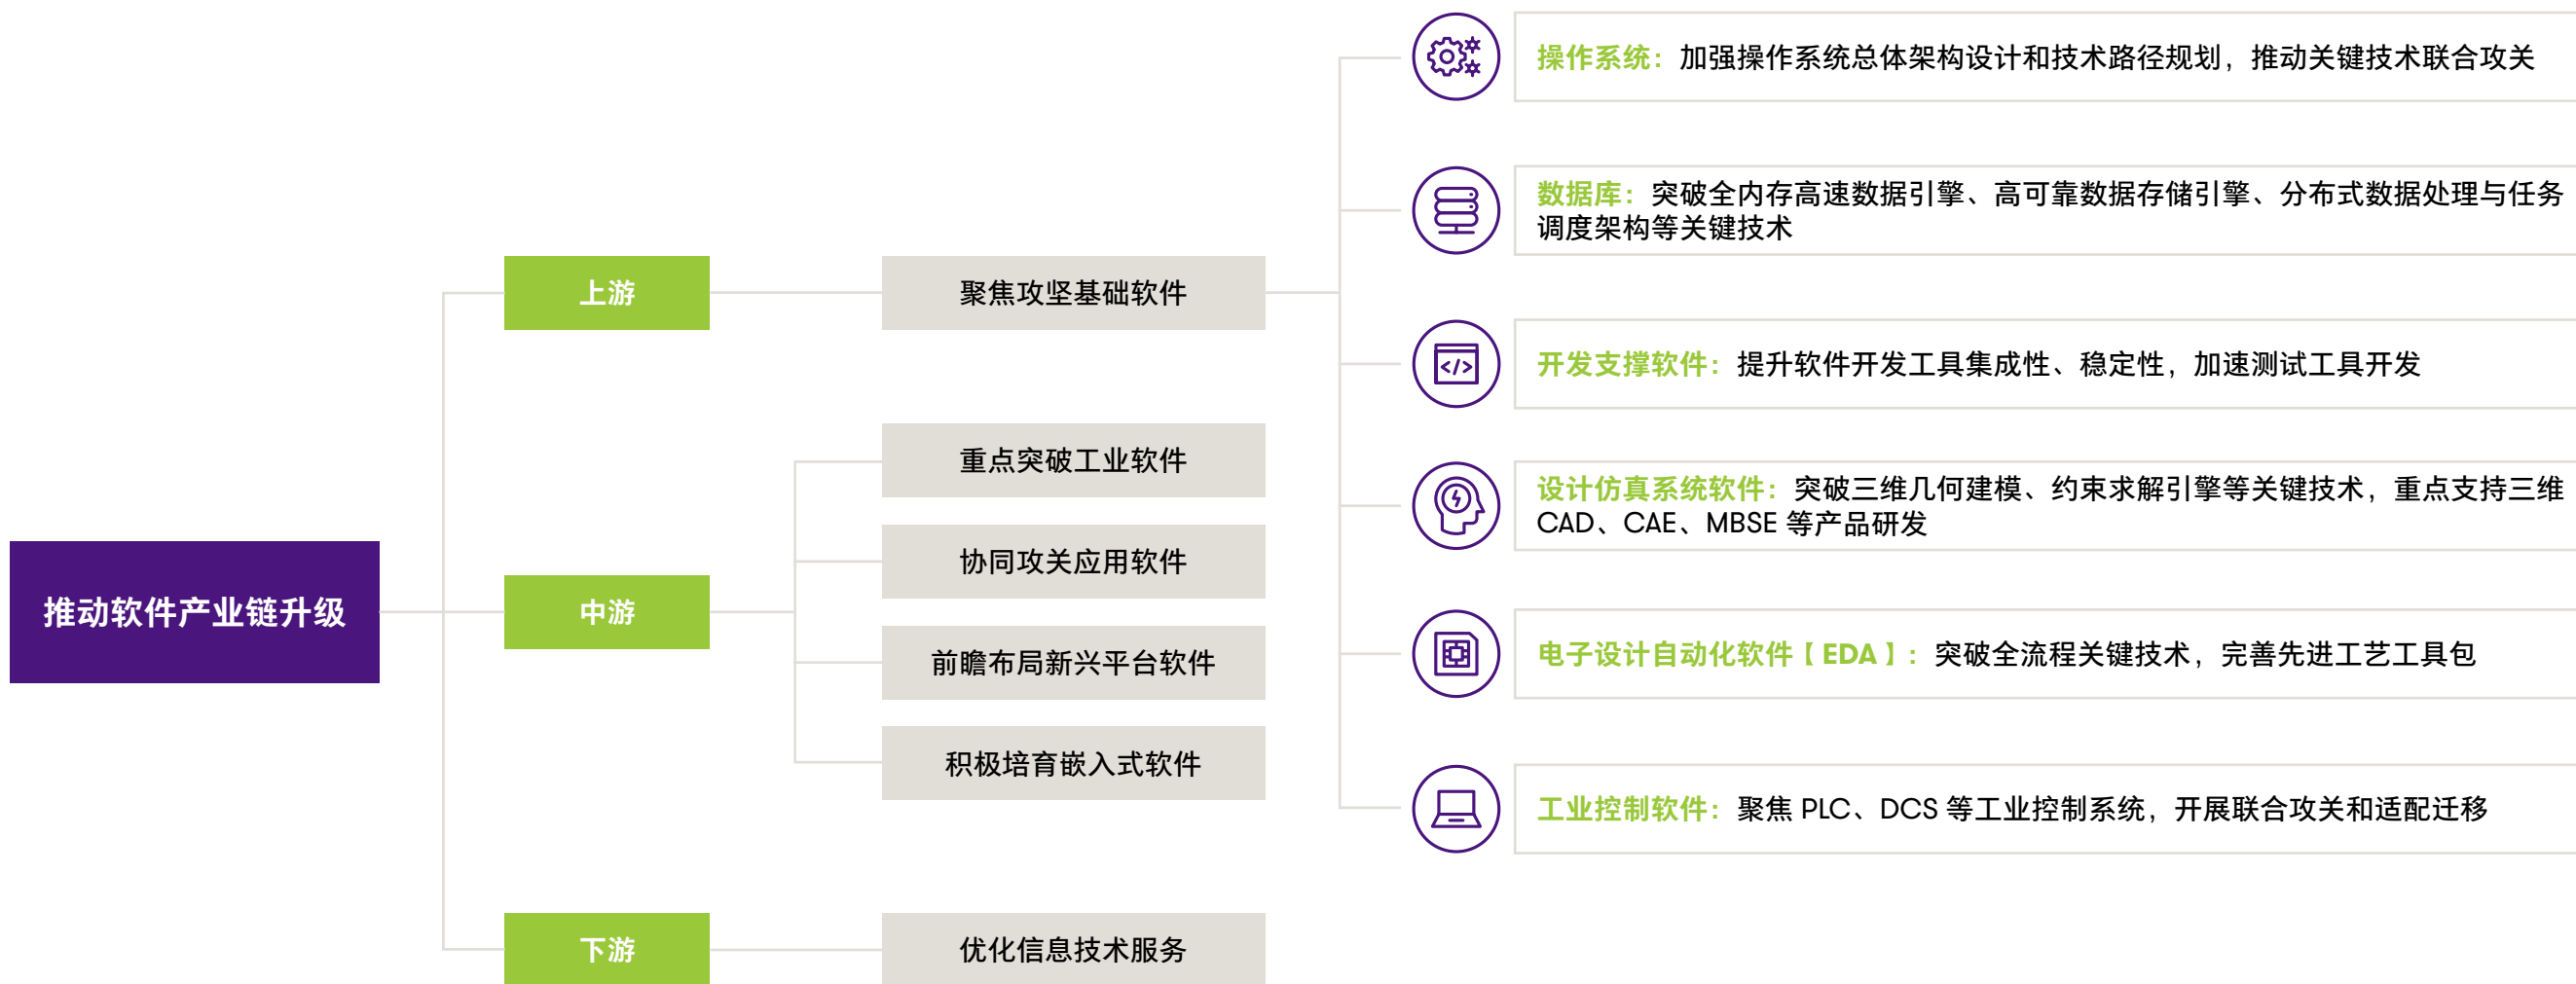 推动软件产业链升级
上游
聚焦攻坚基础软件
操作系统：加强操作系统总体架构设计和技术路径规划，推动关键技术联合攻关
数据库：突破全内存高速数据引擎、高可靠数据存储引擎、分布式数据处理与任务
调度架构等关键技术
开发支撑软件：提升软件开发工具集成性、稳定性，加速测试工具开发
设计仿真系统软件：突破三维几何建模、约束求解引擎等关键技术，重点支持三维
CAD、CAE、MBSE 等产品研发
电子设计自动化软件【EDA】：突破全流程关键技术，完善先进工艺工具包
工业控制软件：聚焦 PLC、DCS 等工业控制系统，开展联合攻关和适配迁移
中游
重点突破工业软件
协同攻关应用软件
前瞻布局新兴平台软件
积极培育嵌入式软件
下游
优化信息技术服务